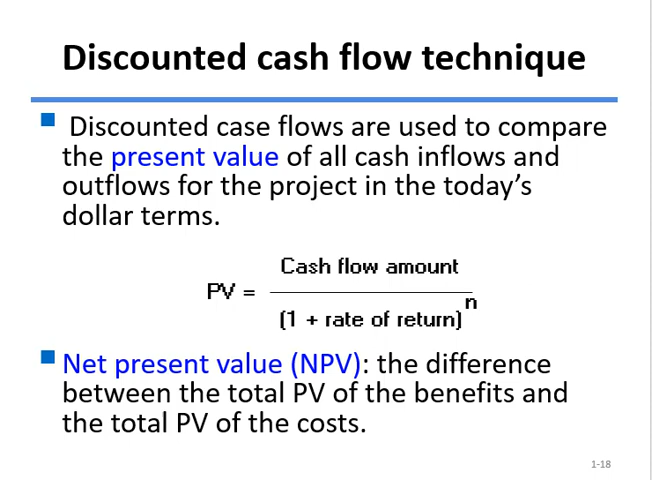 Discounted cash flow technique
Discounted case flows are used to compare
the present value of all cash inflows and
outflows for the project in the today's
dollar terms.
Cash flow amount
PV =
(1 + rate of return)^n
Net present value (NPV): the difference
between the total PV of the benefits and
the total PV of the costs.
1-18